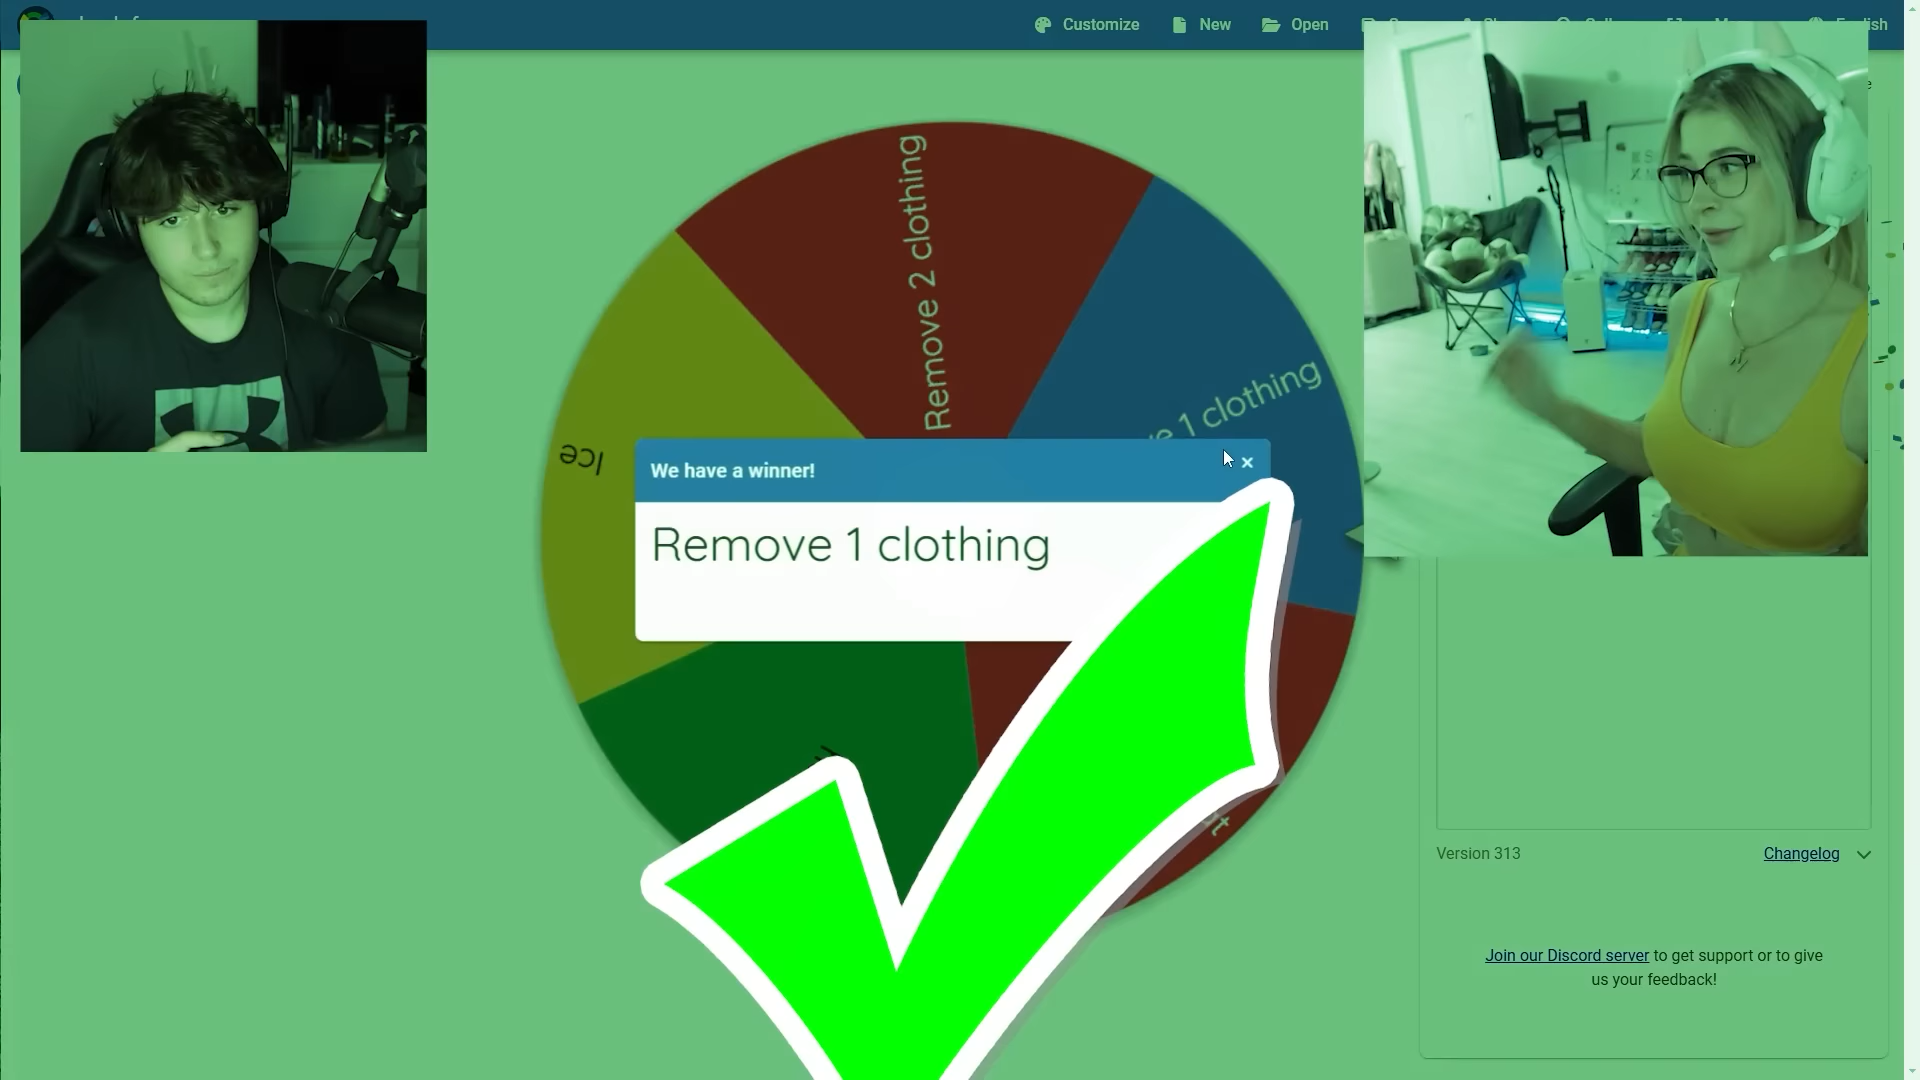 Customize
New
Open
Remove 2 clothing
1 clothing
Ice
We have a winner!
Remove 1 clothing
Version 313
Changelog
Join our Discord server to get support or to give
us your feedback!